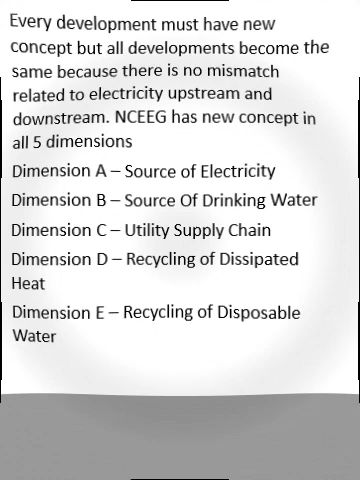 Every development must have new
concept but all developments become the
same because there is no mismatch
related to electricity upstream and
downstream. NCEEG has new concept in
all 5 dimensions
Dimension A – Source of Electricity
Dimension B – Source Of Drinking Water
Dimension C – Utility Supply Chain
Dimension D – Recycling of Dissipated
Heat
Dimension E – Recycling of Disposable
Water